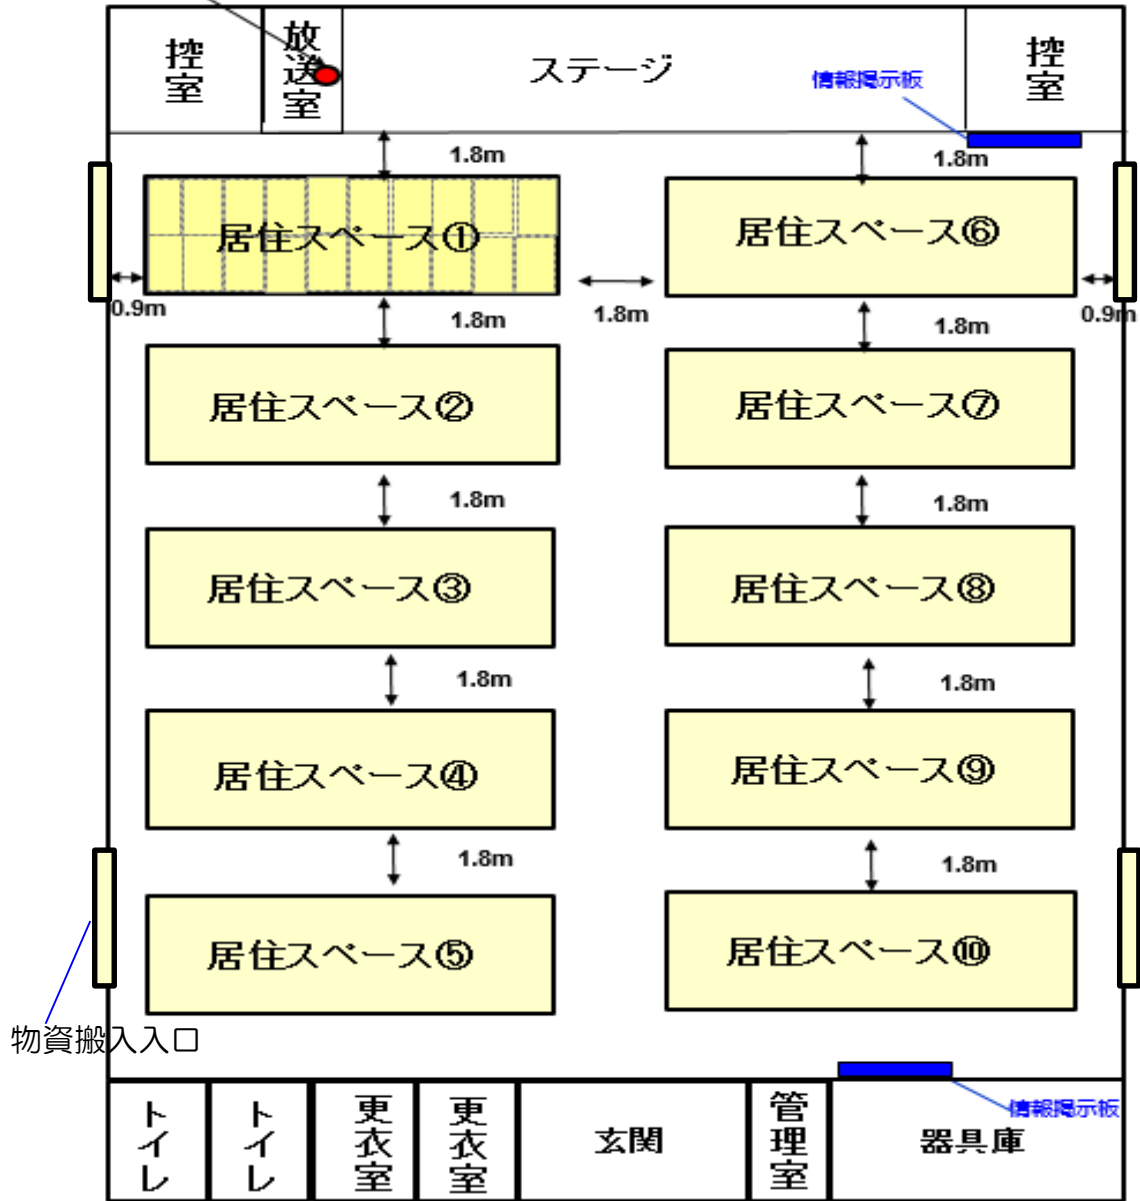 控室
放送室
ステージ
情報掲示板
控室
1.8m
1.8m
居住スペース①
居住スペース⑥
0.9m
1.8m
1.8m
1.8m
0.9m
居住スペース②
居住スペース⑦
1.8m
1.8m
居住スペース③
居住スペース⑧
1.8m
1.8m
居住スペース④
居住スペース⑨
1.8m
1.8m
居住スペース⑤
居住スペース⑩
物資搬入入口
情報掲示板
トイレ
トイレ
更衣室
更衣室
玄関
管理室
器具庫